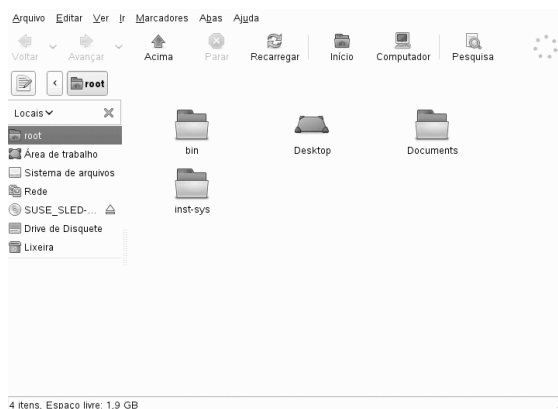 Arquivo Editar Ver Ir Marcadores Abas Ajuda
Voltar Avançar Acima Parar Recarregar Início Computador Pesquisa
root
Locais
root
Área de trabalho
Sistema de arquivos
Rede
SUSE_SLED-...
Drive de Disquete
Lixeira
bin Desktop Documents
inst-sys
4 itens, Espaço livre: 1,9 GB